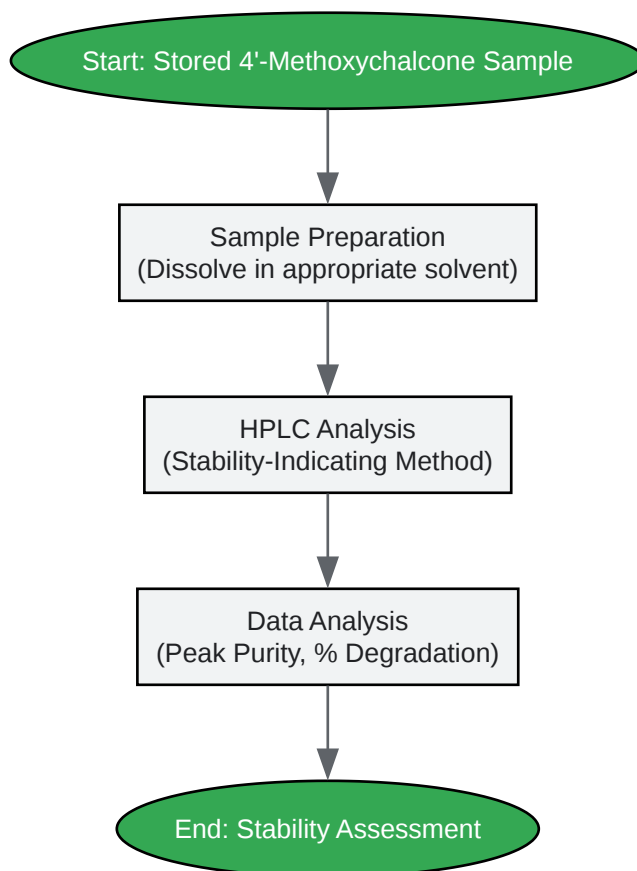 Start: Stored 4'-Methoxychalcone Sample
Sample Preparation
(Dissolve in appropriate solvent)
HPLC Analysis
(Stability-Indicating Method)
Data Analysis
(Peak Purity, % Degradation)
End: Stability Assessment